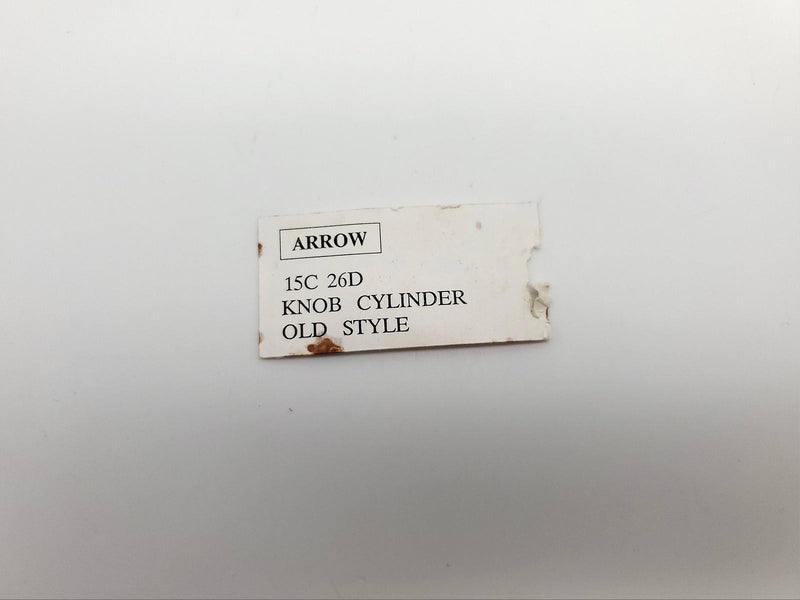 ARROW
15C 26D
KNOB CYLINDER
OLD STYLE